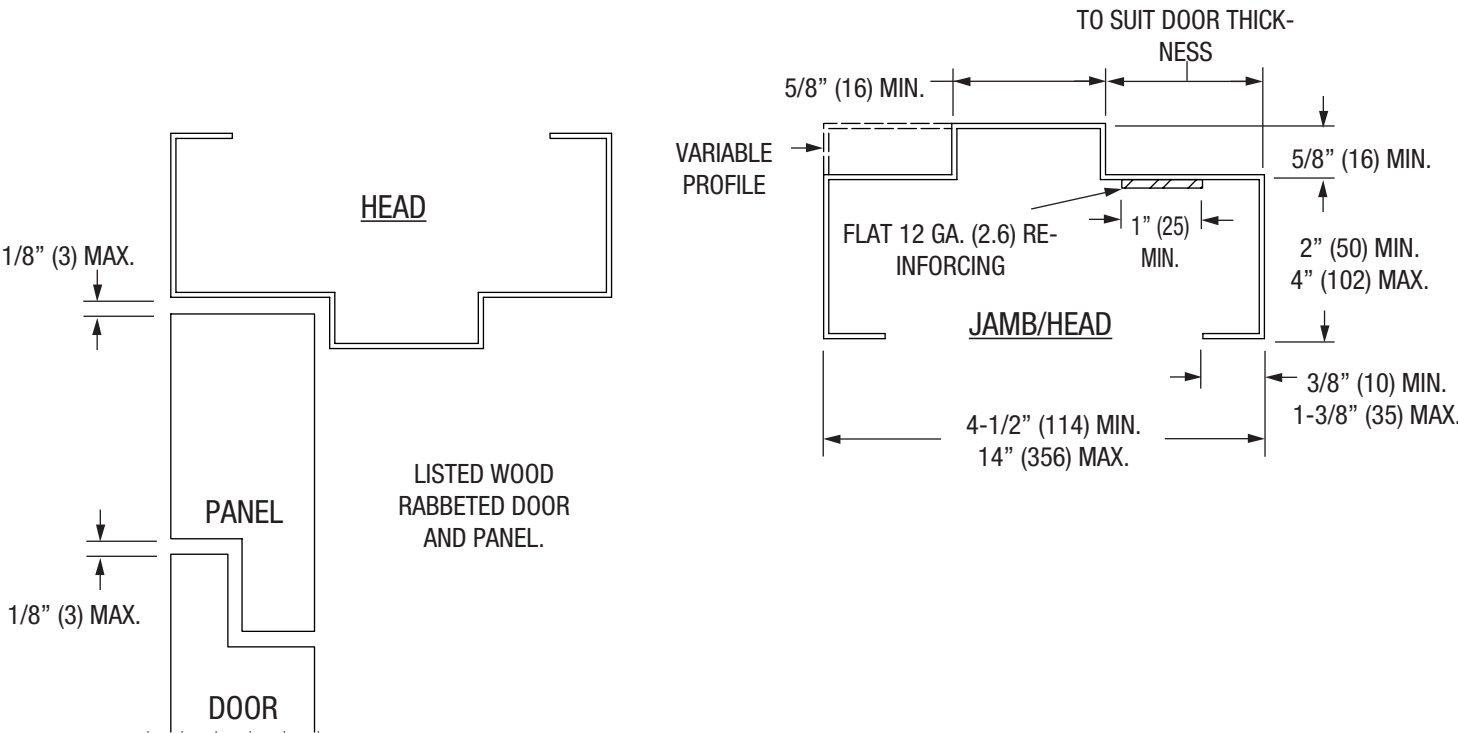 HEAD
1/8” (3) MAX.
PANEL
1/8” (3) MAX.
DOOR
LISTED WOOD
RABBETED DOOR
AND PANEL.
TO SUIT DOOR THICK-
NESS
5/8” (16) MIN.
VARIABLE
PROFILE
5/8” (16) MIN.
FLAT 12 GA. (2.6) RE-
INFORCING
1” (25)
MIN.
2” (50) MIN.
4” (102) MAX.
JAMB/HEAD
3/8” (10) MIN.
1-3/8” (35) MAX.
4-1/2” (114) MIN.
14” (356) MAX.